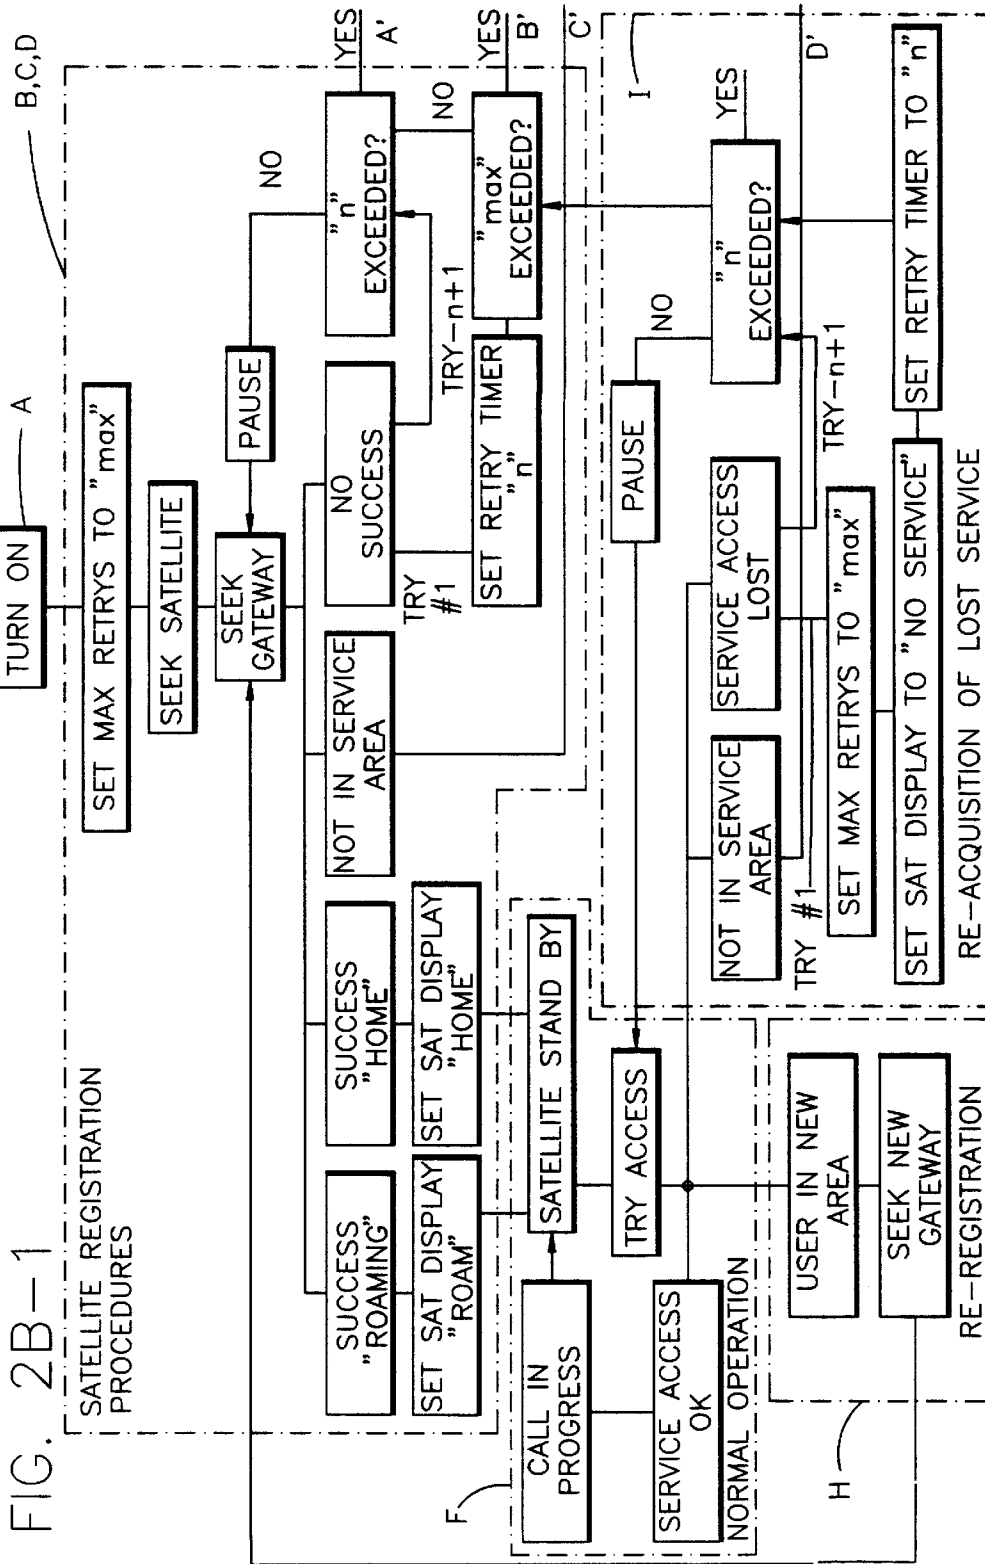 FIG. 2B-1
TURN ON
A
B,C,D
SATELLITE REGISTRATION
PROCEDURES
SET MAX RETRYS TO "max"
SEEK SATELLITE
SEEK
GATEWAY
PAUSE
NO
SUCCESS
"ROAMING"
SUCCESS
"HOME"
NOT IN SERVICE
AREA
NO
SUCCESS
"n"
EXCEEDED?
YES
A'
SET SAT DISPLAY
"ROAM"
SET SAT DISPLAY
"HOME"
TRY
#1
TRY-n+1
NO
SET RETRY TIMER
"n"
"max"
EXCEEDED?
YES
B'
C'
F
CALL IN
PROGRESS
SATELLITE STAND BY
TRY ACCESS
SERVICE ACCESS
OK
NORMAL OPERATION
PAUSE
NO
I
NOT IN SERVICE
AREA
SERVICE ACCESS
LOST
"n"
EXCEEDED?
YES
D'
TRY #1
TRY-n+1
SET MAX RETRYS TO "max"
SET SAT DISPLAY TO "NO SERVICE"
SET RETRY TIMER TO "n"
RE-ACQUISITION OF LOST SERVICE
H
USER IN NEW
AREA
SEEK NEW
GATEWAY
RE-REGISTRATION